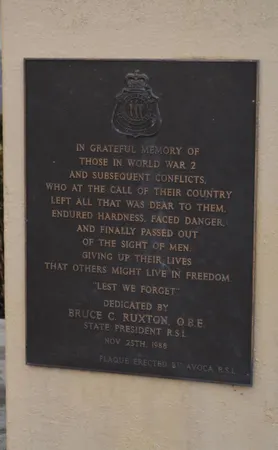 IN GRATEFUL MEMORY OF
THOSE IN WORLD WAR 2
AND SUBSEQUENT CONFLICTS,
WHO AT THE CALL OF THEIR COUNTRY
LEFT ALL THAT WAS DEAR TO THEM,
ENDURED HARDNESS, FACED DANGER,
AND FINALLY PASSED OUT
OF THE SIGHT OF MEN.
GIVING UP THEIR LIVES
THAT OTHERS MIGHT LIVE IN FREEDOM
"LEST WE FORGET"
DEDICATED BY
BRUCE C. RUXTON, O.B.E.
STATE PRESIDENT R.S.L.
NOV. 25TH, 1988
PLAQUE ERECTED BY AVOCA R.S.L.